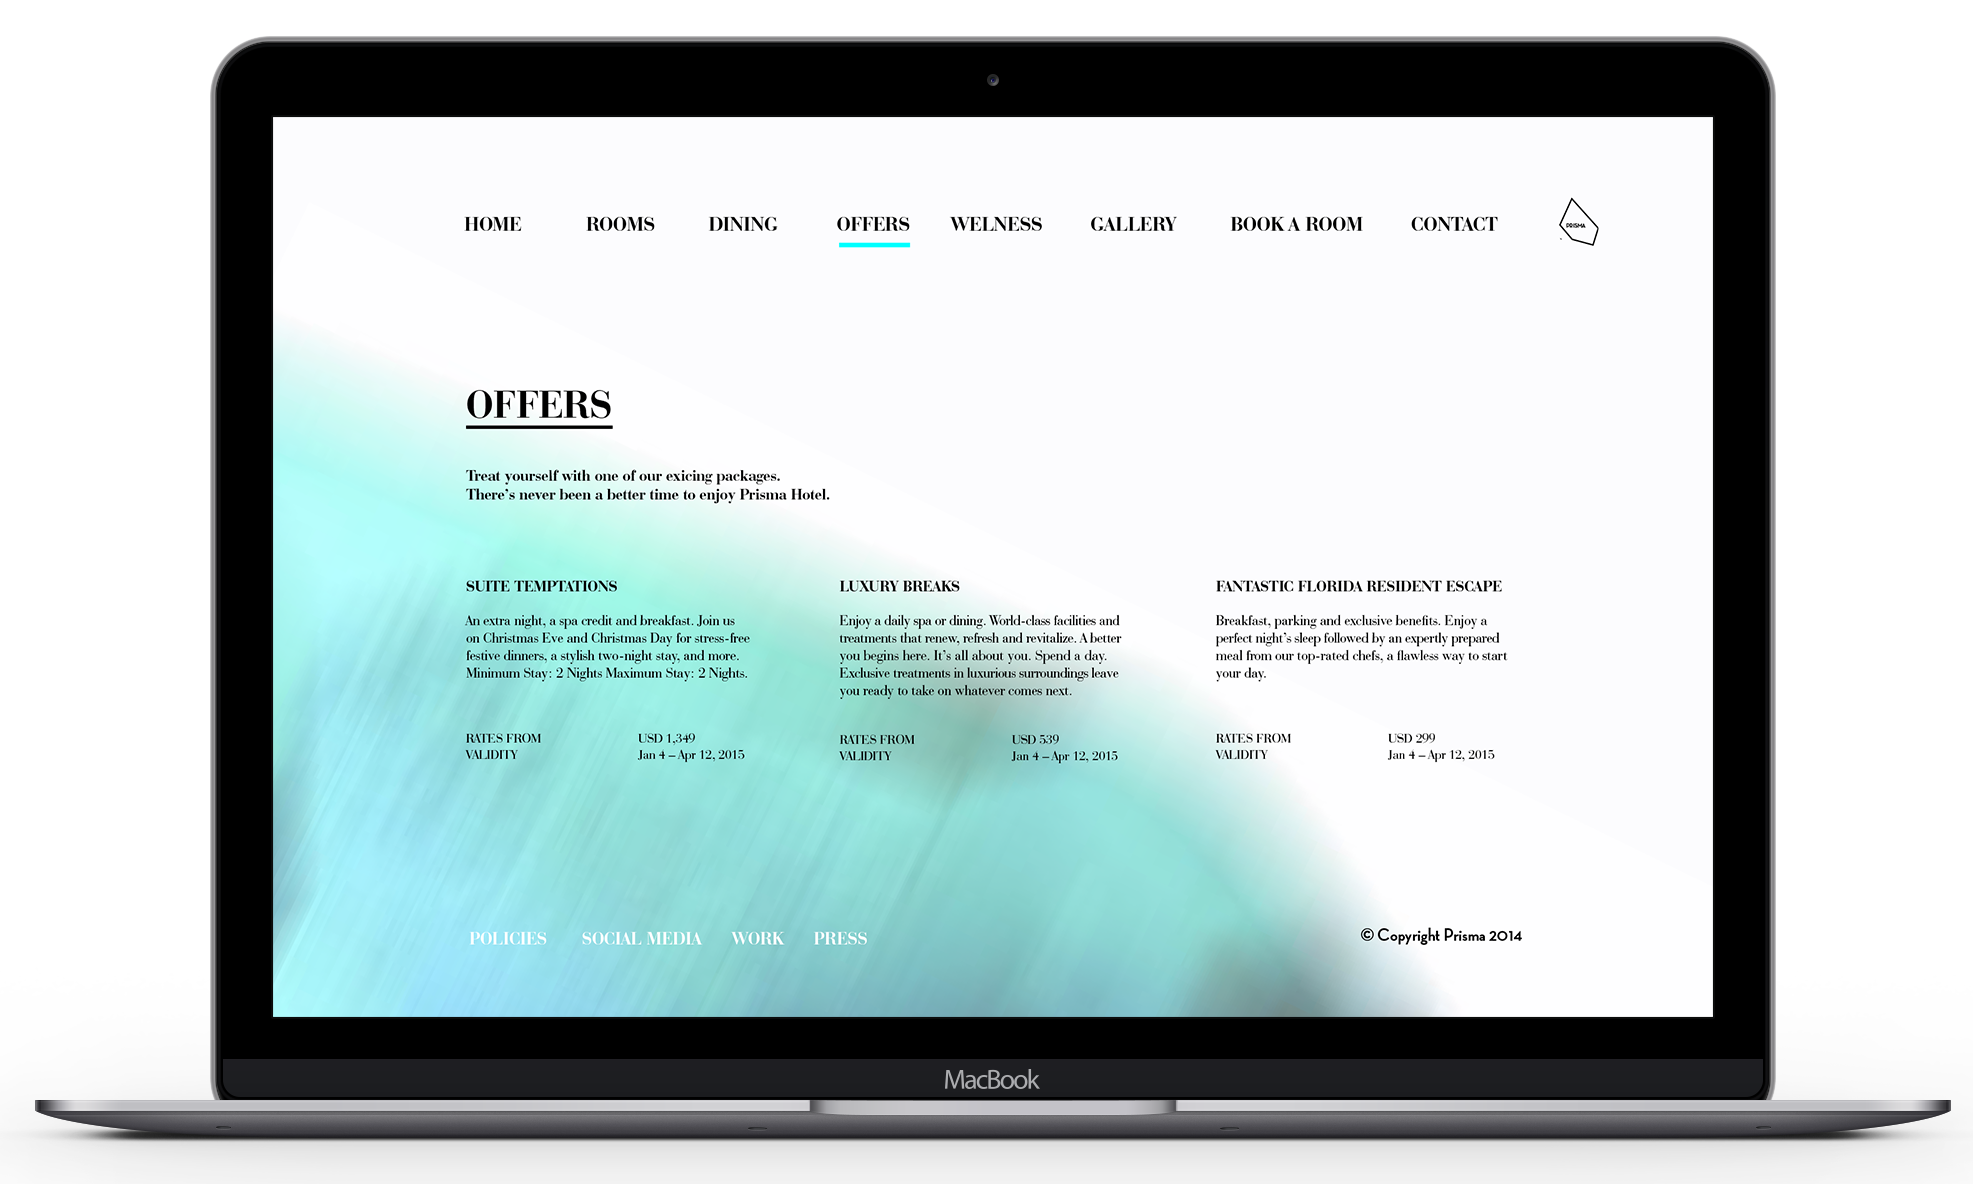 HOME ROOMS DINING OFFERS WELNESS GALLERY BOOK A ROOM CONTACT
PRISMA
OFFERS
Treat yourself with one of our exicing packages.
There's never been a better time to enjoy Prisma Hotel.
SUITE TEMPTATIONS
An extra night, a spa credit and breakfast. Join us
on Christmas Eve and Christmas Day for stress-free
festive dinners, a stylish two-night stay, and more.
Minimum Stay: 2 Nights Maximum Stay: 2 Nights.
RATES FROM USD 1,349
VALIDITY Jan 4 – Apr 12, 2015
LUXURY BREAKS
Enjoy a daily spa or dining. World-class facilities and
treatments that renew, refresh and revitalize. A better
you begins here. It's all about you. Spend a day.
Exclusive treatments in luxurious surroundings leave
you ready to take on whatever comes next.
RATES FROM USD 539
VALIDITY Jan 4 – Apr 12, 2015
FANTASTIC FLORIDA RESIDENT ESCAPE
Breakfast, parking and exclusive benefits. Enjoy a
perfect night's sleep followed by an expertly prepared
meal from our top-rated chefs, a flawless way to start
your day.
RATES FROM USD 299
VALIDITY Jan 4 – Apr 12, 2015
POLICIES SOCIAL MEDIA WORK PRESS
© Copyright Prisma 2014
MacBook